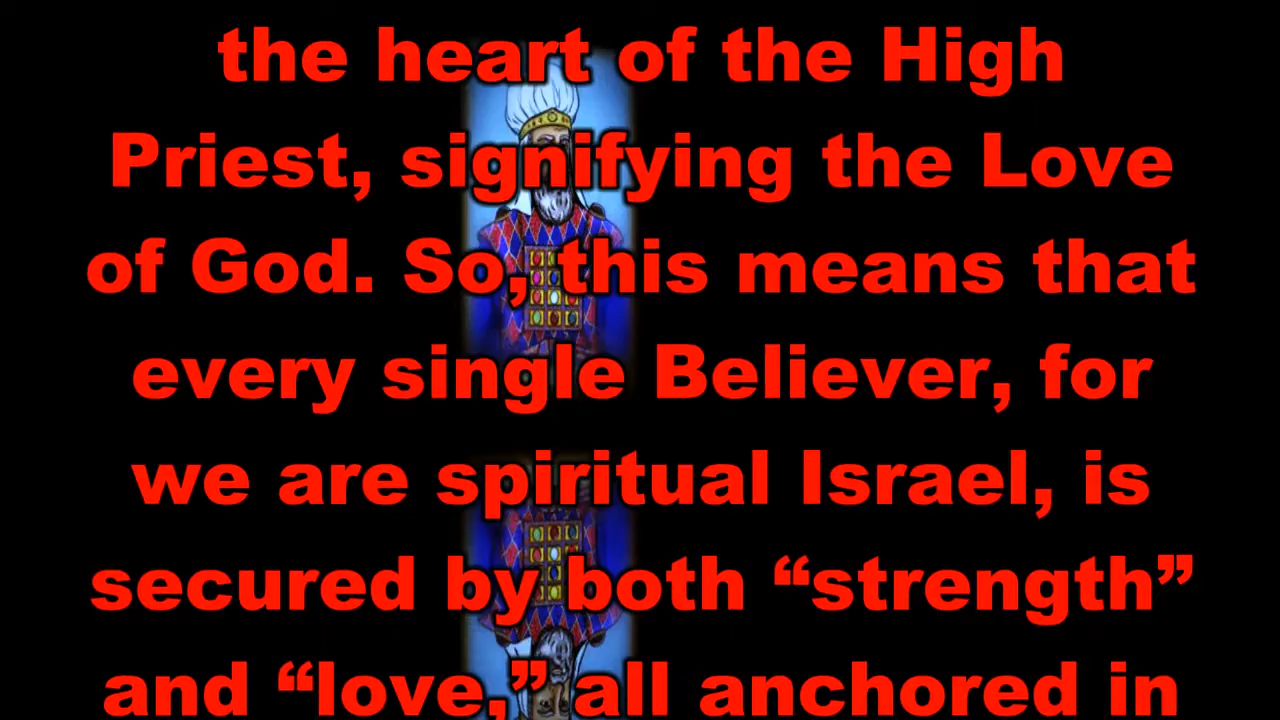 the heart of the High
Priest, signifying the Love
of God. So, this means that
every single Believer, for
we are spiritual Israel, is
secured by both “strength”
and “love,” all anchored in